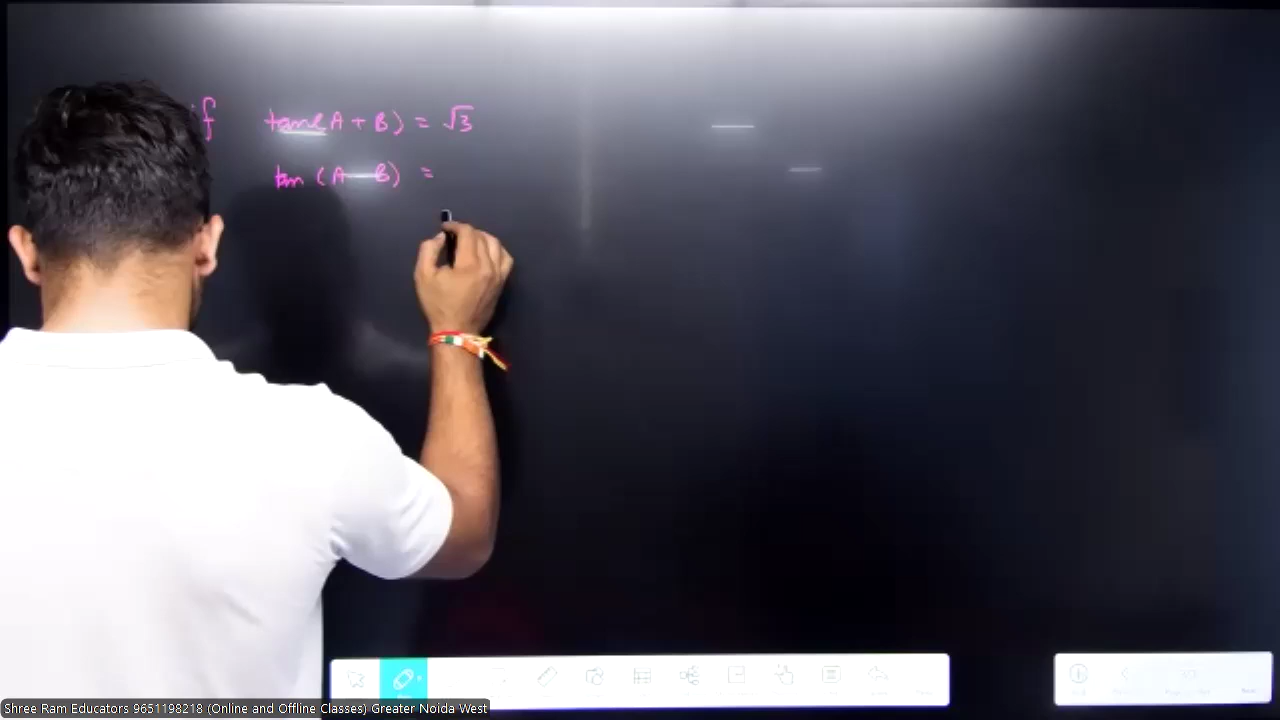 if tan(A + B) = √3
tan (A - B) =
Shree Ram Educators 9651198218 (Online and Offline Classes) Greater Noida West